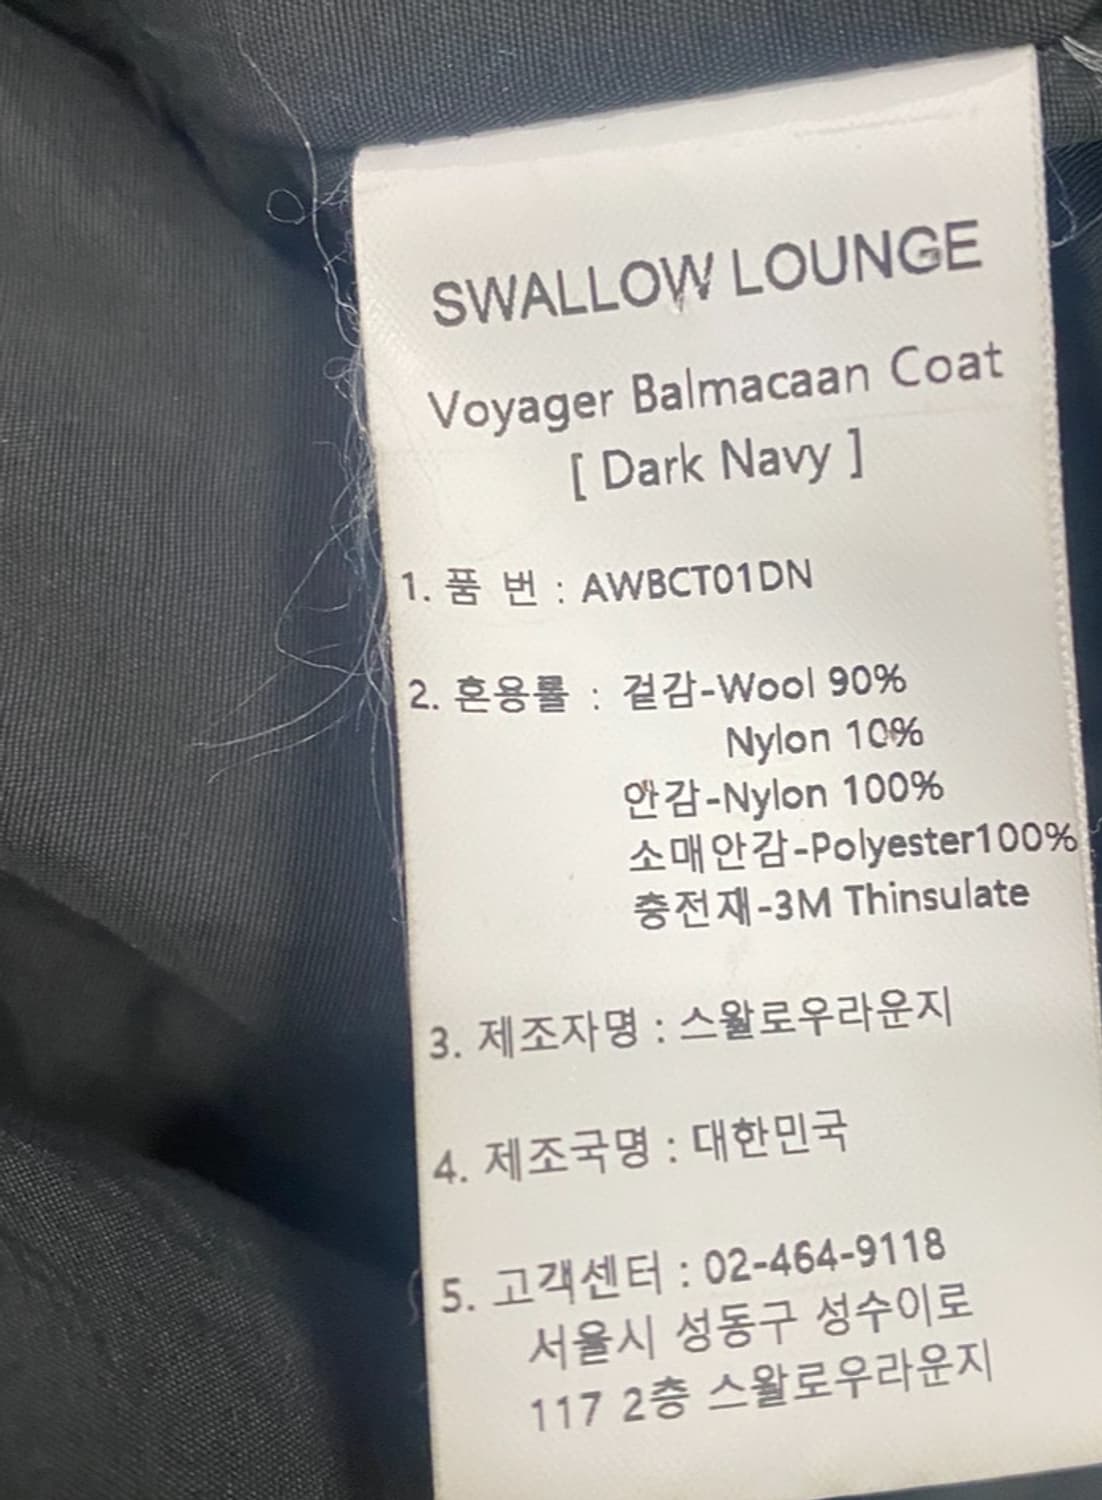 SWALLOW LOUNGE
Voyager Balmacaan Coat
[ Dark Navy ]
1. 품 번 : AWBCT01DN
2. 혼용률 : 겉감-Wool 90%
Nylon 10%
안감-Nylon 100%
소매안감-Polyester100%
충전재-3M Thinsulate
3. 제조자명 : 스왈로우라운지
4. 제조국명 : 대한민국
5. 고객센터 : 02-464-9118
서울시 성동구 성수이로
117 2층 스왈로우라운지